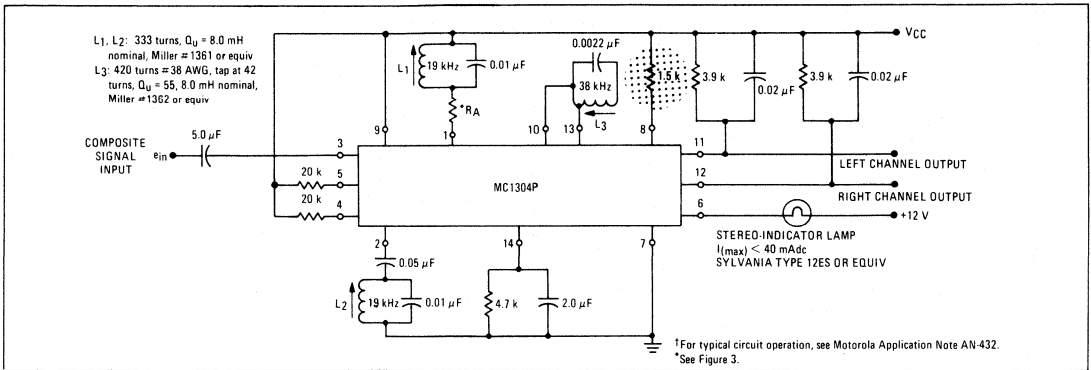 L1, L2: 333 turns, QU = 8.0 mH
nominal, Miller #1361 or equiv
L3: 420 turns #38 AWG, tap at 42
turns, QU = 55, 8.0 mH nominal,
Miller #1362 or equiv
VCC
L1
19 kHz
0.01 µF
*RA
0.0022 µF
38 kHz
L3
1.5 k
3.9 k
0.02 µF
3.9 k
0.02 µF
9
1
10
13
8
COMPOSITE
SIGNAL
INPUT
ein
5.0 µF
3
20 k
5
20 k
4
MC1304P
11
LEFT CHANNEL OUTPUT
12
RIGHT CHANNEL OUTPUT
6
+12 V
STEREO-INDICATOR LAMP
I(max) < 40 mAdc
SYLVANIA TYPE 12ES OR EQUIV
2
14
7
0.05 µF
L2
19 kHz
0.01 µF
4.7 k
2.0 µF
†For typical circuit operation, see Motorola Application Note AN-432.
*See Figure 3.